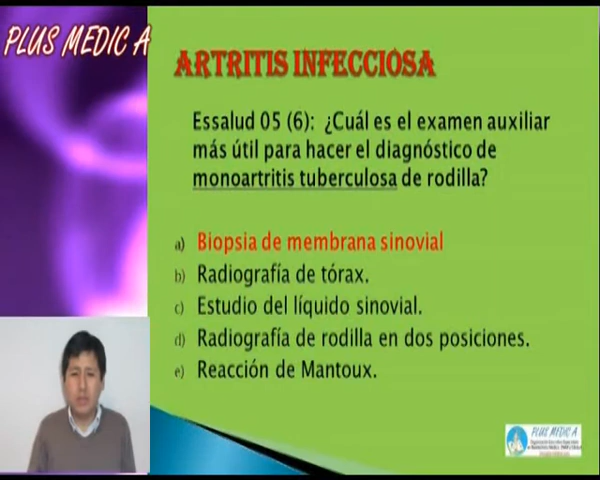 PLUS MEDIC A
ARTRITIS INFECCIOSA
Essalud 05 (6): ¿Cuál es el examen auxiliar
más útil para hacer el diagnóstico de
monoartritis tuberculosa de rodilla?
a) Biopsia de membrana sinovial
b) Radiografía de tórax.
c) Estudio del líquido sinovial.
d) Radiografía de rodilla en dos posiciones.
e) Reacción de Mantoux.
PLUS MEDIC A